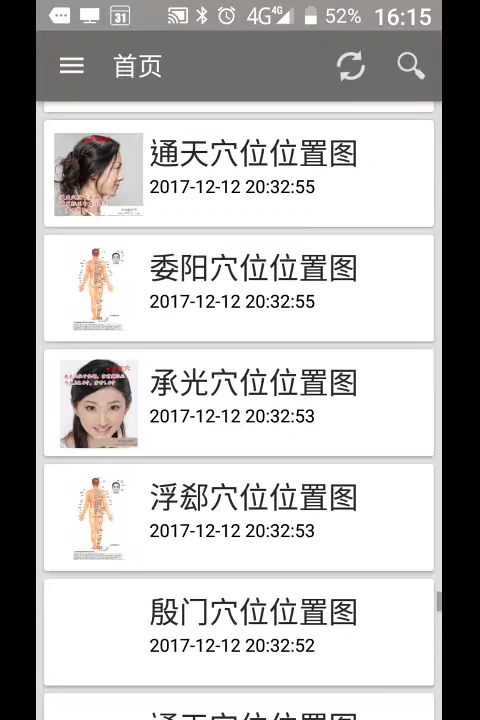 31 4G 4G 52% 16:15
首页
通天穴位位置图
2017-12-12 20:32:55
委阳穴位位置图
2017-12-12 20:32:55
承光穴位位置图
2017-12-12 20:32:53
浮郄穴位位置图
2017-12-12 20:32:53
殷门穴位位置图
2017-12-12 20:32:52